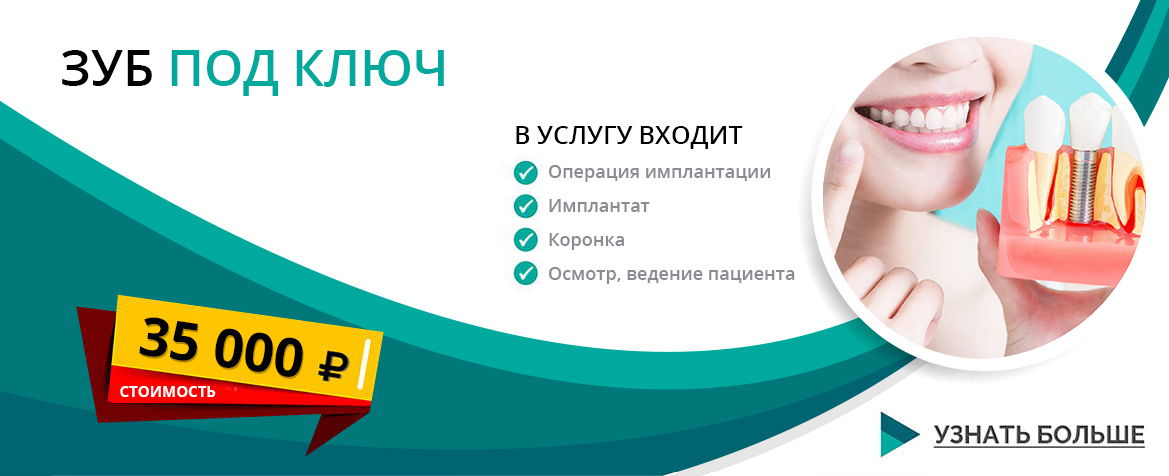 ЗУБ ПОД КЛЮЧ
В УСЛУГУ ВХОДИТ
Операция имплантации
Имплантат
Коронка
Осмотр, ведение пациента
35 000 ₽
СТОИМОСТЬ
УЗНАТЬ БОЛЬШЕ